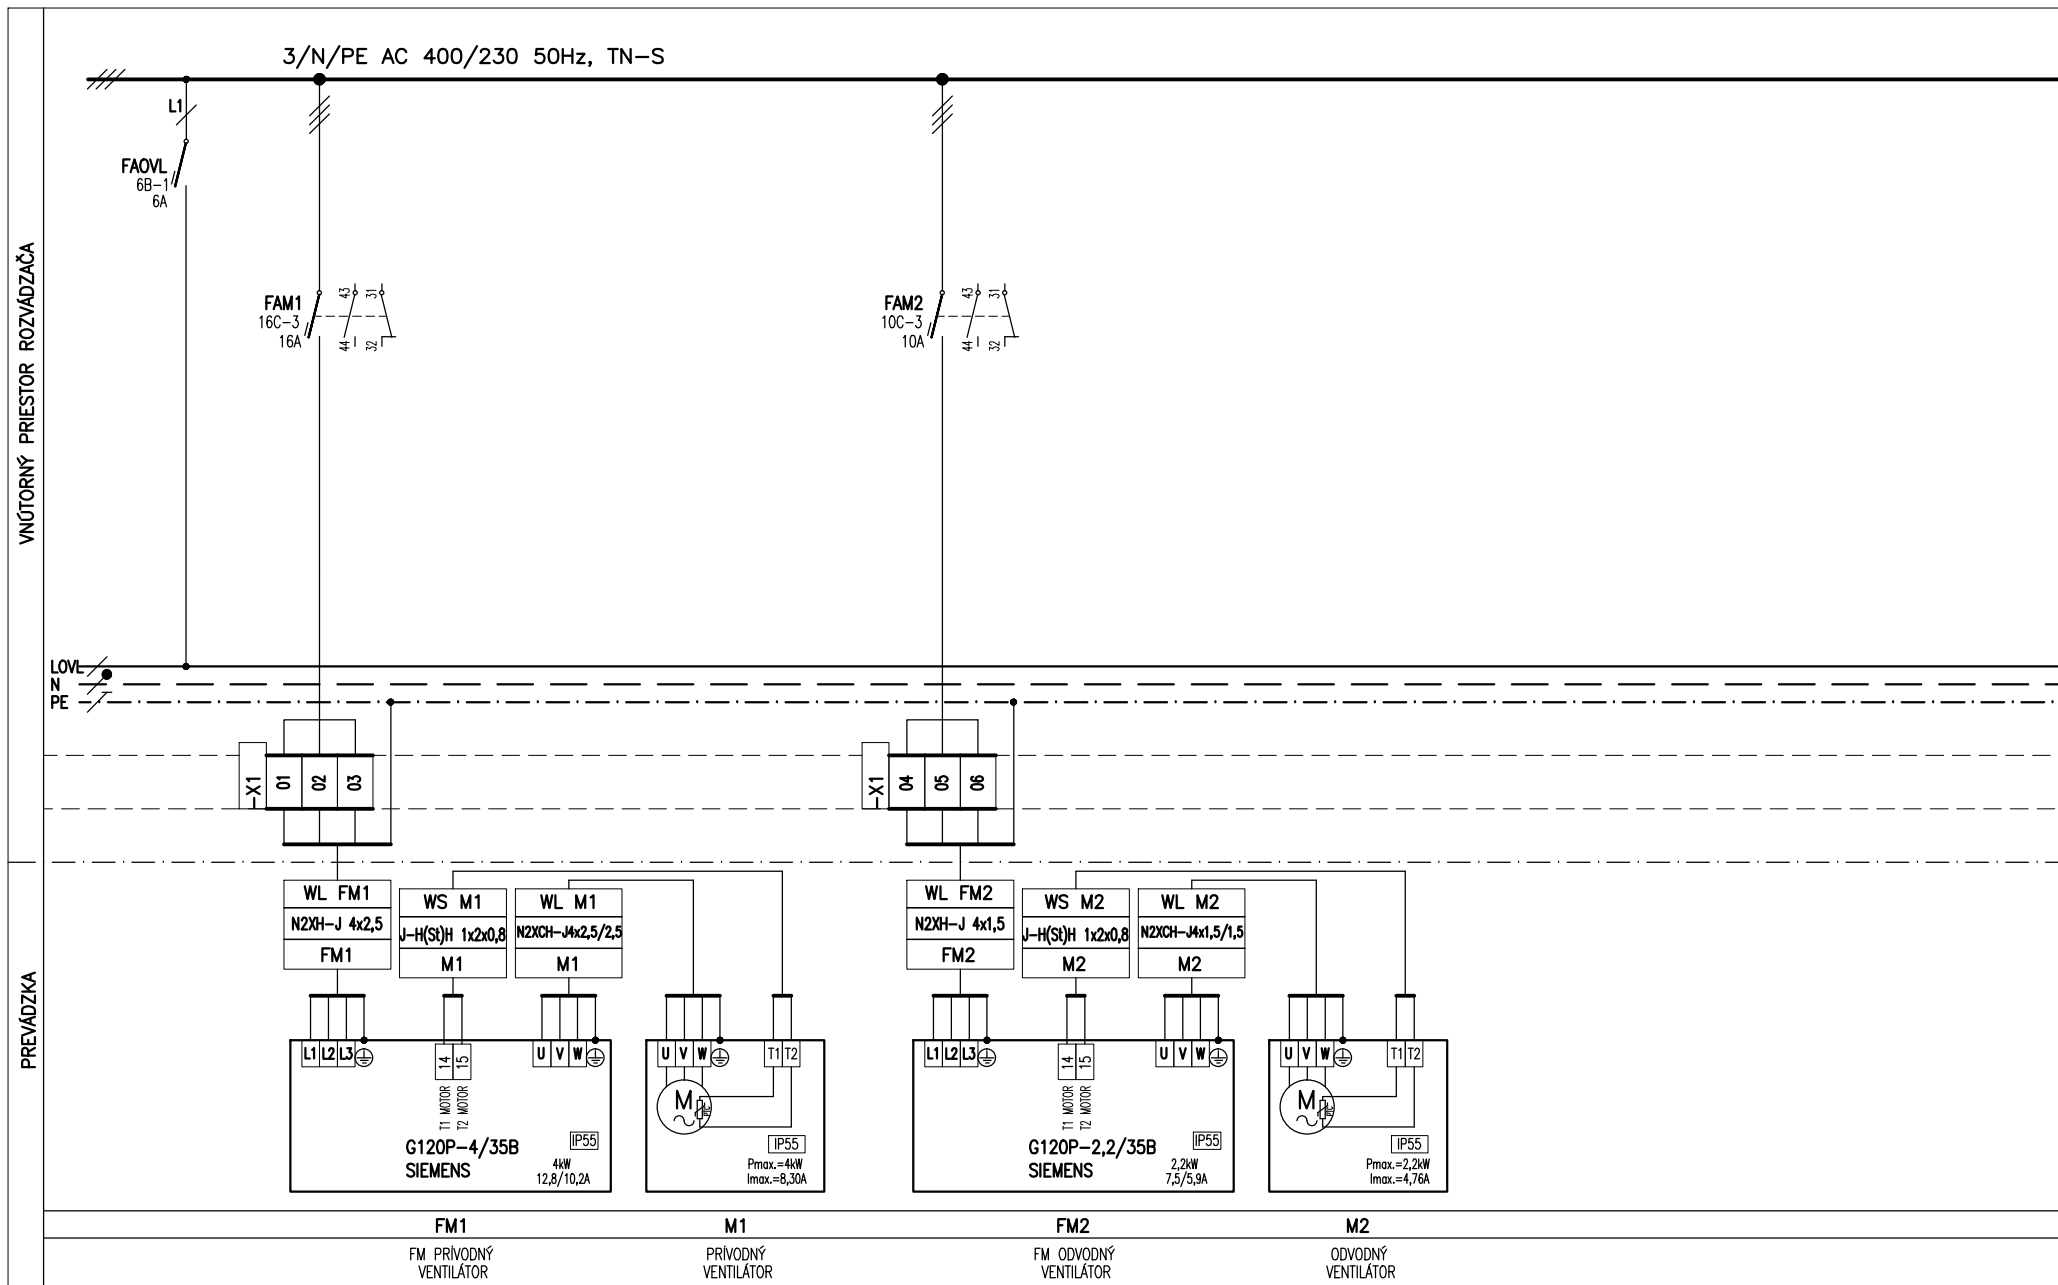 3/N/PE AC 400/230 50Hz, TN-S
L1
FAOVL
6B-1
6A
VNÚTORNÝ PRIESTOR ROZVÁDZAČA
FAM1
16C-3
16A
43
31
44
32
FAM2
10C-3
10A
43
31
44
32
LOVL
N
PE
-X1
01
02
03
-X1
04
05
06
PREVÁDZKA
WL FM1
N2XH-J 4x2,5
FM1
WS M1
J-H(St)H 1x2x0,8
M1
WL M1
N2XCH-J4x2,5/2,5
M1
WL FM2
N2XH-J 4x1,5
FM2
WS M2
J-H(St)H 1x2x0,8
M2
WL M2
N2XCH-J4x1,5/1,5
M2
L1 L2 L3
14
15
T1 MOTOR
T2 MOTOR
U V W
G120P-4/35B
SIEMENS
IP55
4kW
12,8/10,2A
U V W
T1 T2
M
PTC
IP55
Pmax.=4kW
Imax.=8,30A
L1 L2 L3
14
15
T1 MOTOR
T2 MOTOR
U V W
G120P-2,2/35B
SIEMENS
IP55
2,2kW
7,5/5,9A
U V W
T1 T2
M
PTC
IP55
Pmax.=2,2kW
Imax.=4,76A
FM1
M1
FM2
M2
FM PRÍVODNÝ
VENTILÁTOR
PRÍVODNÝ
VENTILÁTOR
FM ODVODNÝ
VENTILÁTOR
ODVODNÝ
VENTILÁTOR